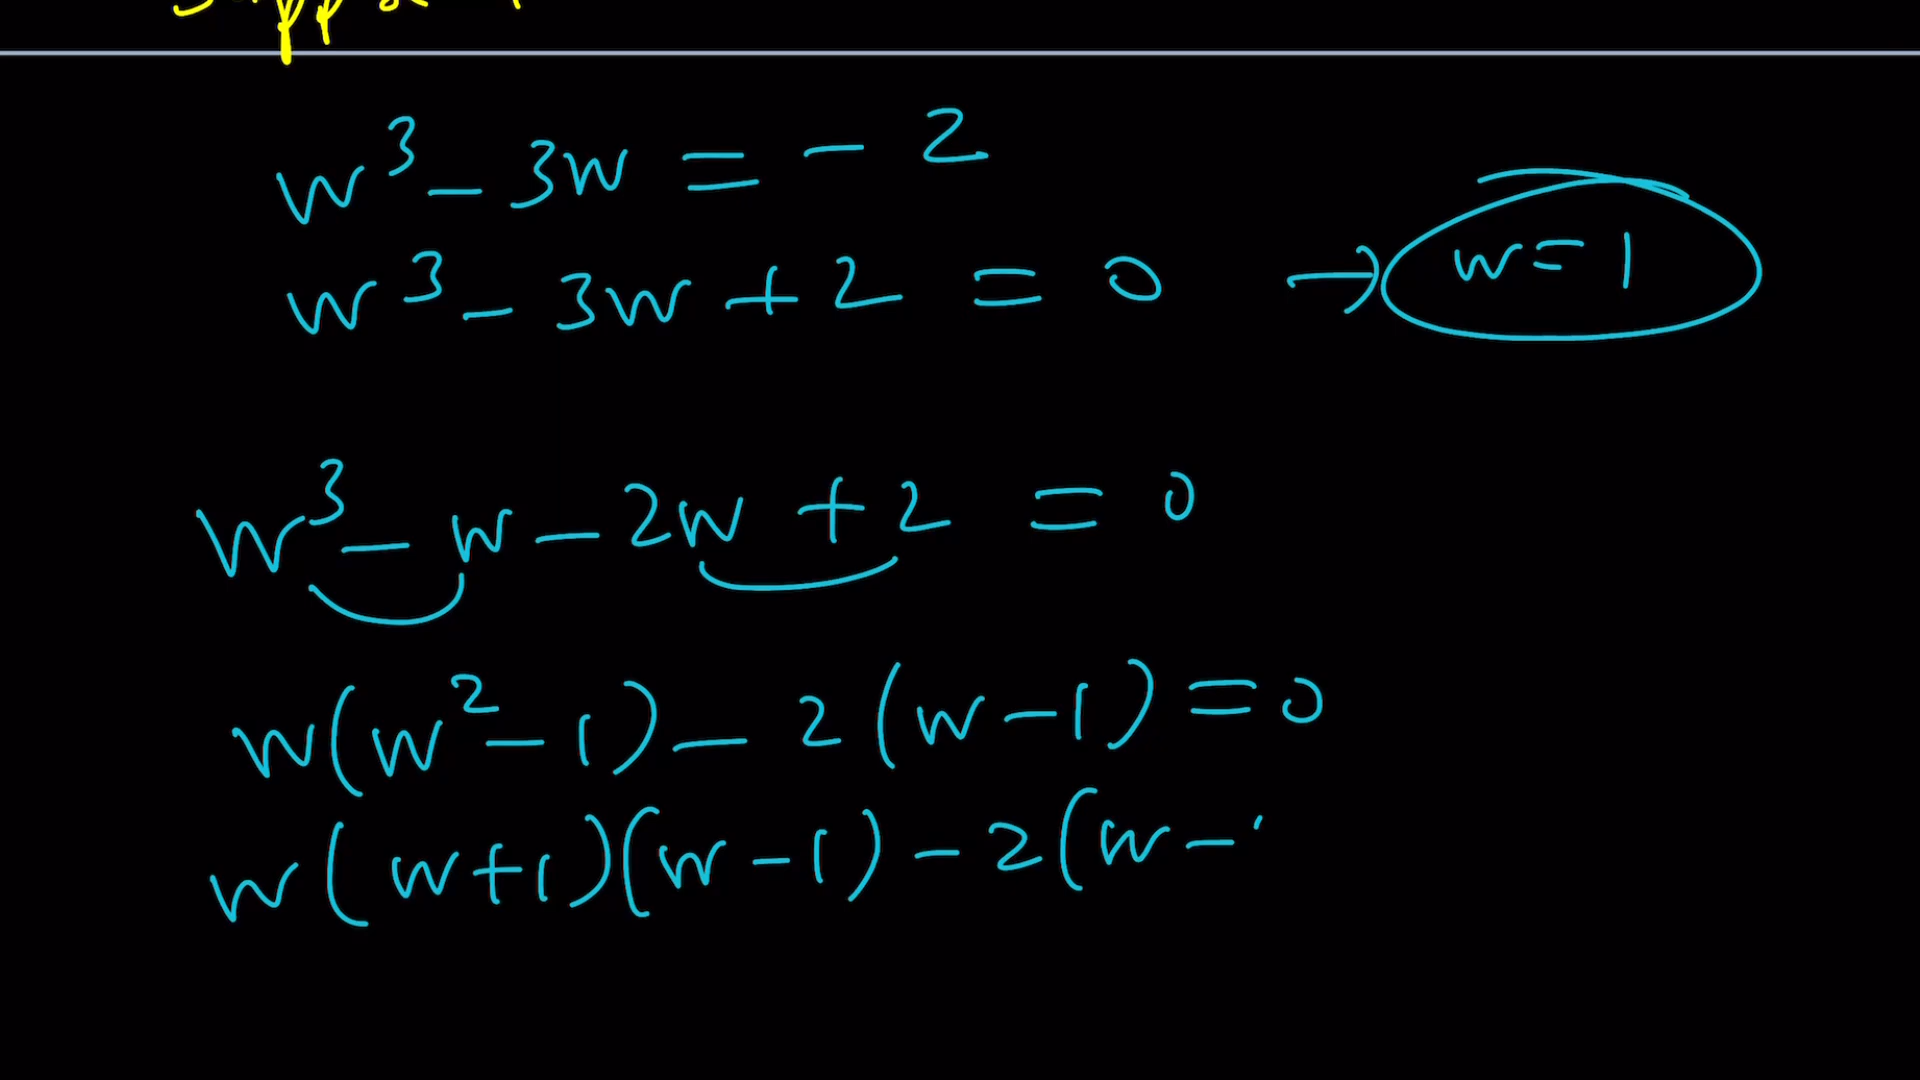 w³ - 3w = - 2
w³ - 3w + 2 = 0 → w = 1
w³ - w - 2w + 2 = 0
w(w² - 1) - 2(w - 1) = 0
w(w+1)(w - 1) - 2(w -